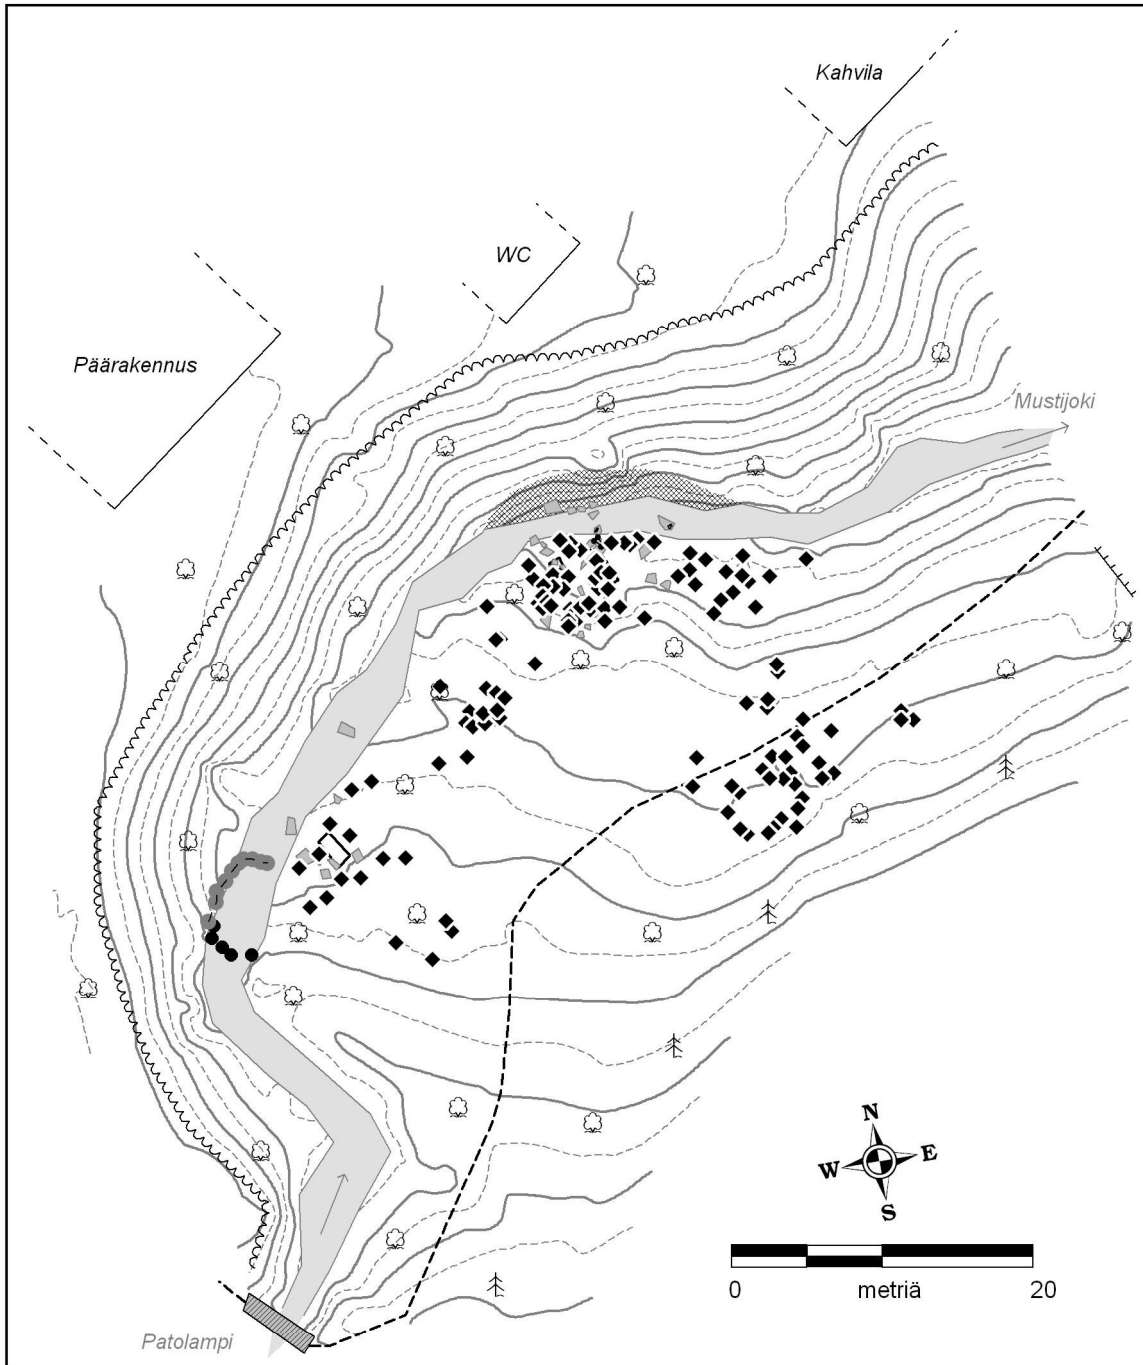 Kahvila
WC
Päärakennus
Mustijoki
N
W E
S
0 metriä 20
Patolampi